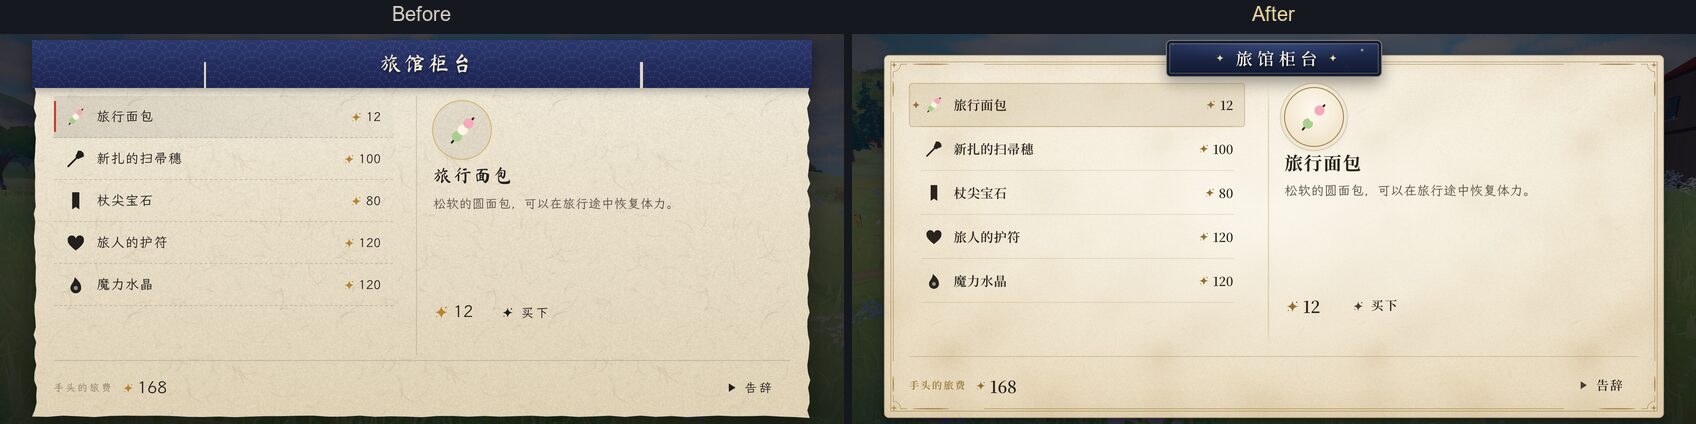 Before
旅馆柜台
旅行面包 12
新扎的扫帚穗 100
杖尖宝石 80
旅人的护符 120
魔力水晶 120
旅行面包
松软的圆面包，可以在旅行途中恢复体力。
12 买下
手头的旅费 168
告辞
After
旅馆柜台
旅行面包 12
新扎的扫帚穗 100
杖尖宝石 80
旅人的护符 120
魔力水晶 120
旅行面包
松软的圆面包，可以在旅行途中恢复体力。
12 买下
手头的旅费 168
告辞